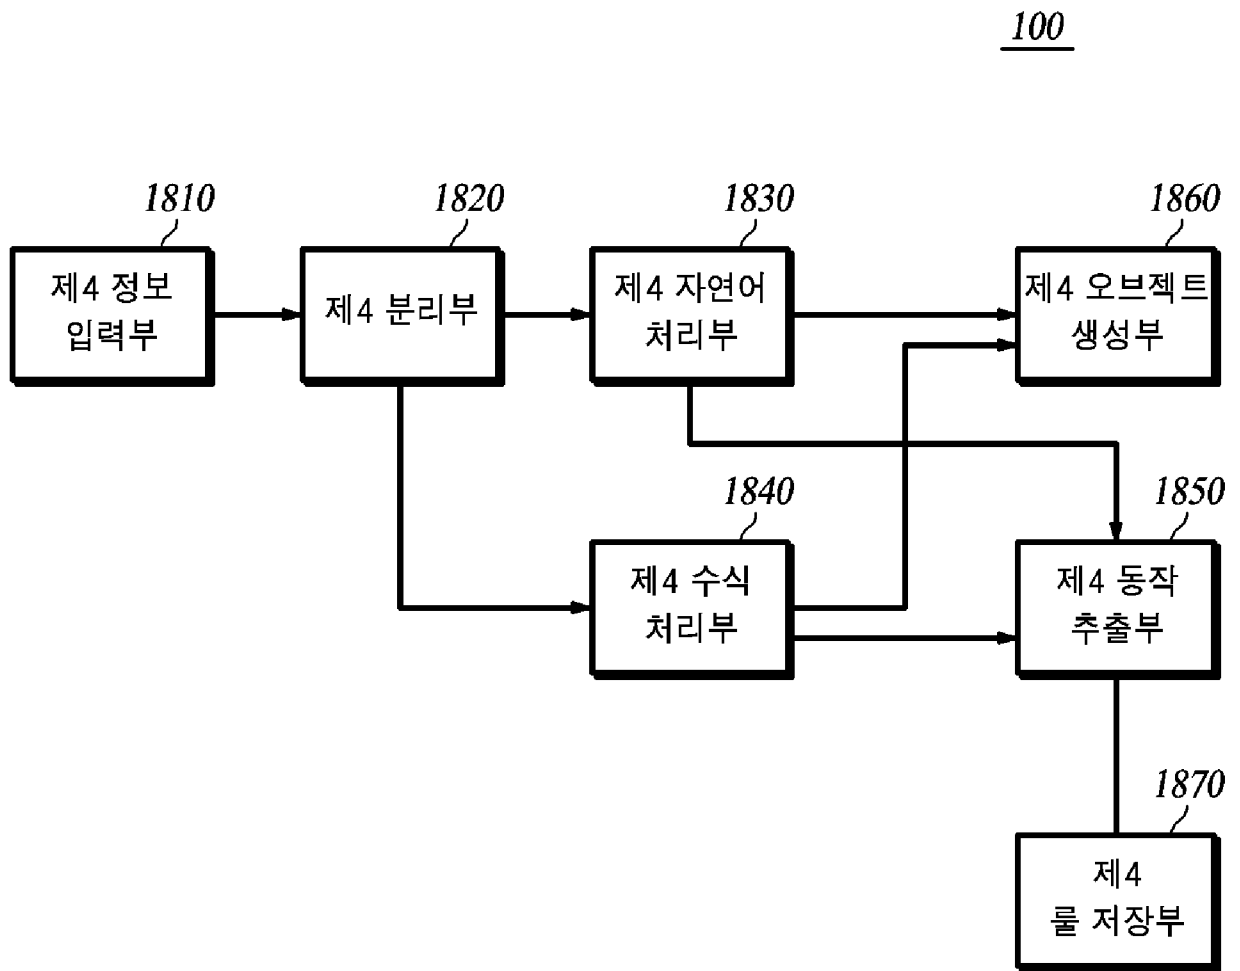 100
1810
제4 정보
입력부
1820
제4 분리부
1830
제4 자연어
처리부
1860
제4 오브젝트
생성부
1840
제4 수식
처리부
1850
제4 동작
추출부
1870
제4
룰 저장부